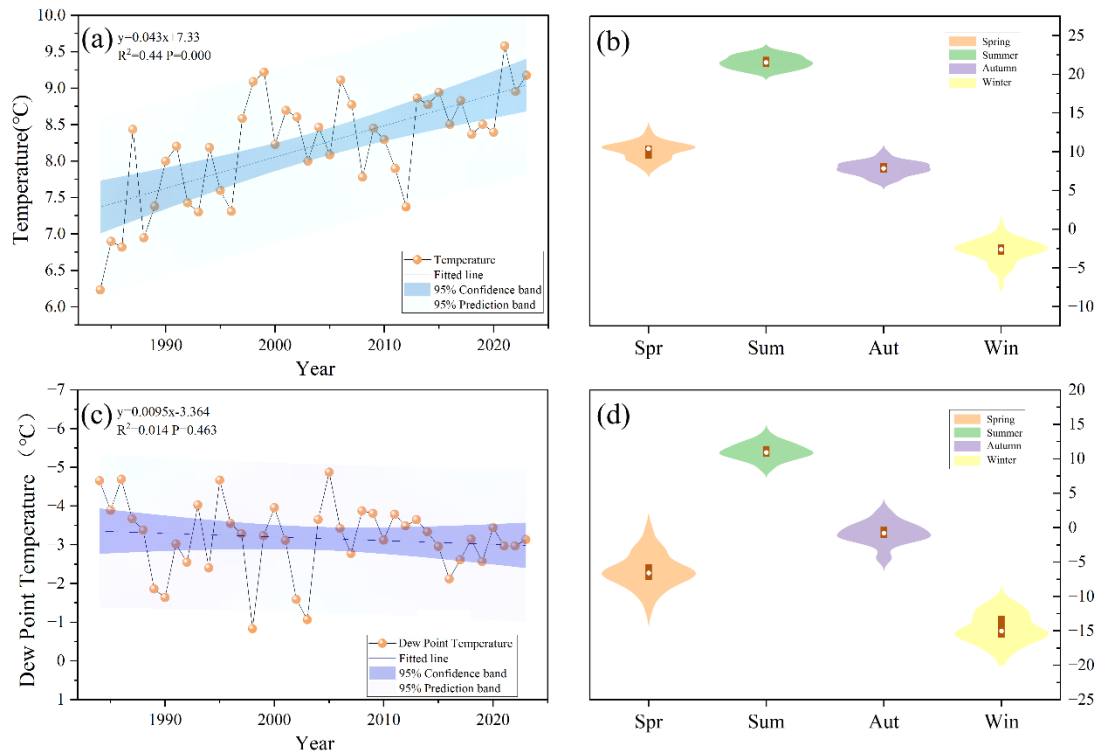 (a)
y=0.043x+7.33
R²=0.44 P=0.000
Temperature(℃)
10.0
9.5
9.0
8.5
8.0
7.5
7.0
6.5
6.0
Temperature
Fitted line
95% Confidence band
95% Prediction band
1990 2000 2010 2020
Year
(b)
Spring
Summer
Autumn
Winter
25
20
15
10
5
0
−5
−10
Spr Sum Aut Win
(c)
y=0.0095x-3.364
R²=0.014 P=0.463
Dew Point Temperature （℃）
−7
−6
−5
−4
−3
−2
−1
0
1
Dew Point Temperature
Fitted line
95% Confidence band
95% Prediction band
1990 2000 2010 2020
Year
(d)
Spring
Summer
Autumn
Winter
20
15
10
5
0
−5
−10
−15
−20
−25
Spr Sum Aut Win